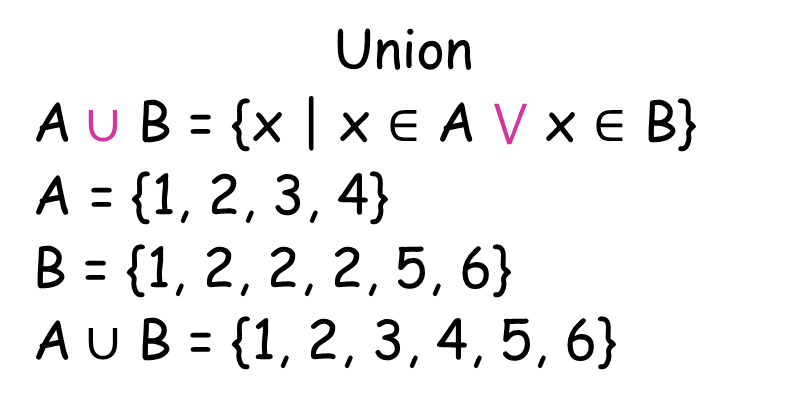 Union
A ∪ B = {x | x ∈ A ∨ x ∈ B}
A = {1, 2, 3, 4}
B = {1, 2, 2, 2, 5, 6}
A ∪ B = {1, 2, 3, 4, 5, 6}